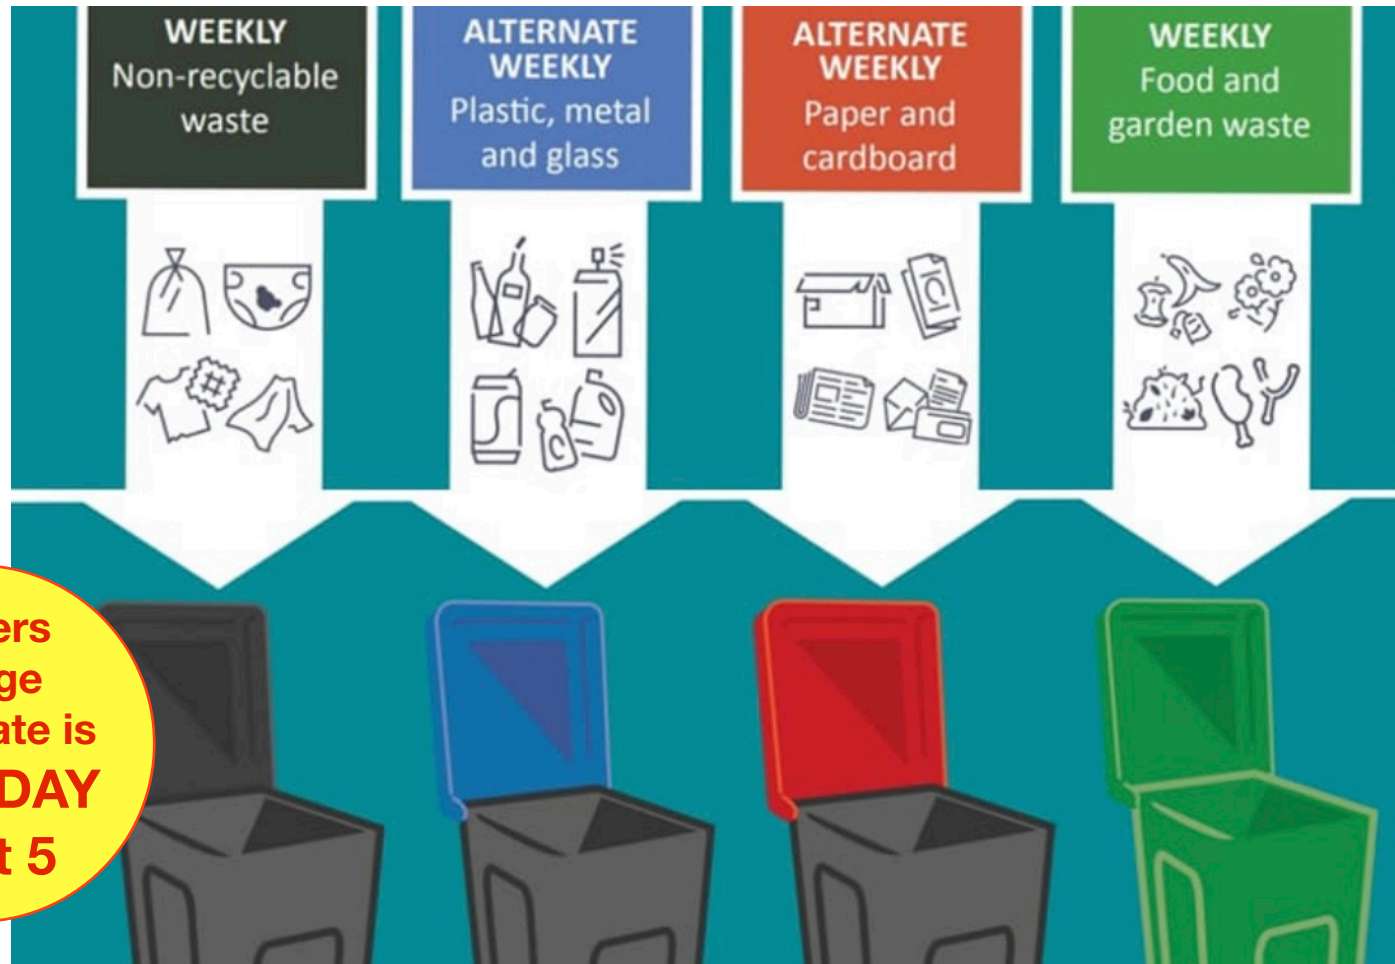 WEEKLY
Non-recyclable
waste
ALTERNATE
WEEKLY
Plastic, metal
and glass
ALTERNATE
WEEKLY
Paper and
cardboard
WEEKLY
Food and
garden waste
ers
ge
ate is
DAY
t 5